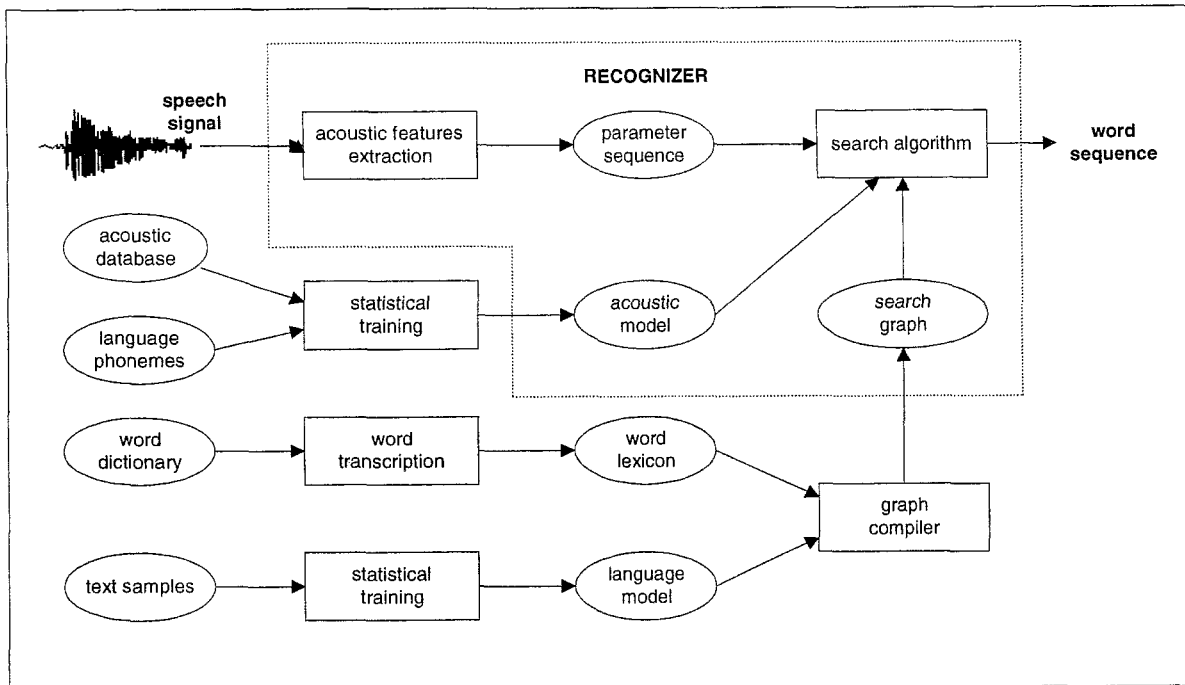 RECOGNIZER
speech
signal
acoustic features
extraction
parameter
sequence
search algorithm
word
sequence
acoustic
database
language
phonemes
statistical
training
acoustic
model
search
graph
word
dictionary
word
transcription
word
lexicon
graph
compiler
text samples
statistical
training
language
model